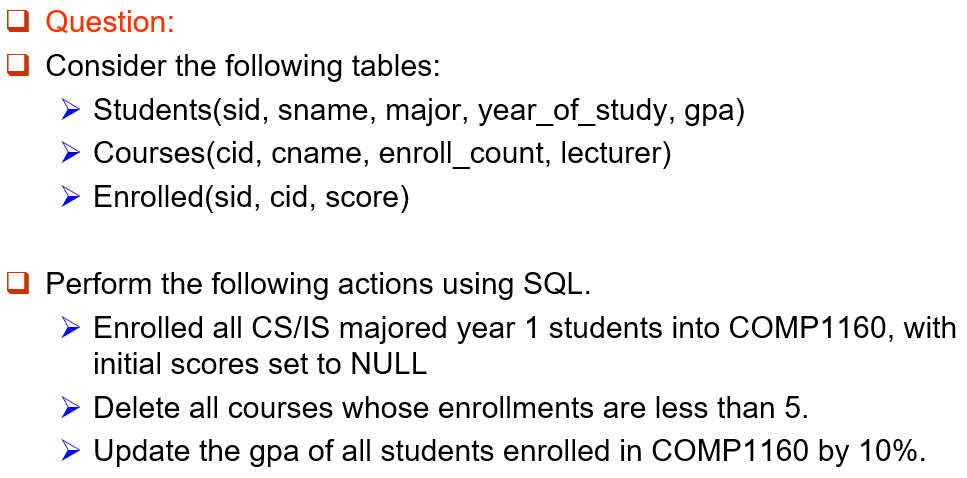 Question:
Consider the following tables:
Students(sid, sname, major, year_of_study, gpa)
Courses(cid, cname, enroll_count, lecturer)
Enrolled(sid, cid, score)
Perform the following actions using SQL.
Enrolled all CS/IS majored year 1 students into COMP1160, with
initial scores set to NULL
Delete all courses whose enrollments are less than 5.
Update the gpa of all students enrolled in COMP1160 by 10%.